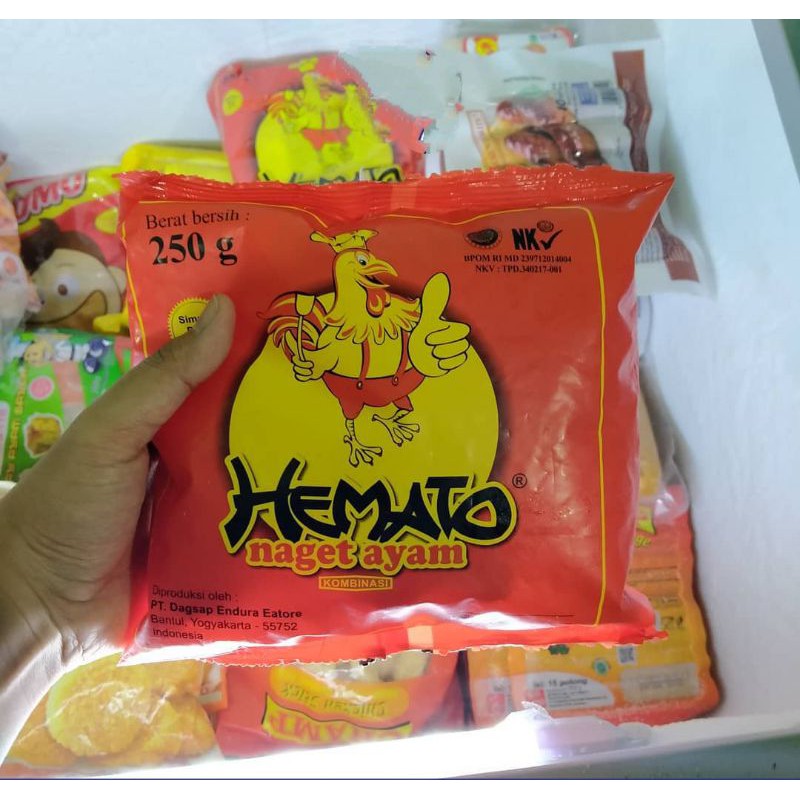 Berat bersih :
250 g
NKV
BPOM RI MD 239712014004
NKV : TPD.340217-001
HEMATO®
naget ayam
KOMBINASI
Diproduksi oleh :
PT. Dagsap Endura Eatore
Bantul, Yogyakarta - 55752
Indonesia
HEMATO